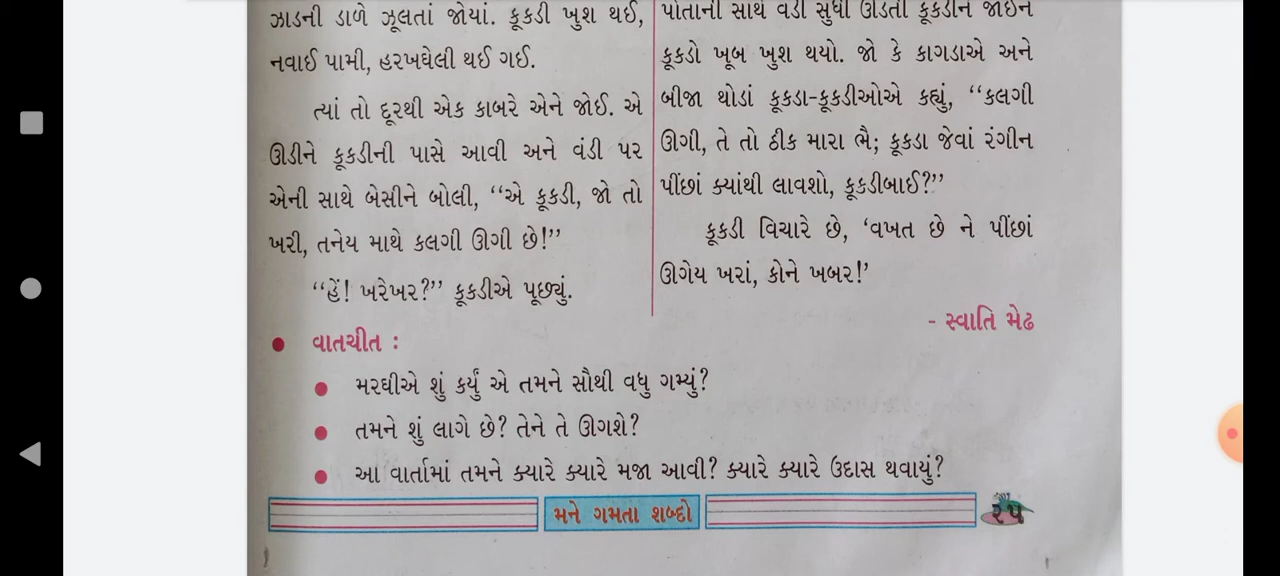 ઝાડની ડાળે ઝૂલતાં જોયાં. કૂકડી ખુશ થઈ,
નવાઈ પામી, હરખઘેલી થઈ ગઈ.
ત્યાં તો દૂરથી એક કાબરે એને જોઈ. એ
ઊડીને કૂકડીની પાસે આવી અને વંડી પર
એની સાથે બેસીને બોલી, “એ કૂકડી, જો તો
ખરી, તનેય માથે કલગી ઊગી છે!”
“હેં! ખરેખર?” કૂકડીએ પૂછ્યું.
પોતાની સાથે વંડી સુધી ઊડતી કૂકડીને જોઈને
કૂકડો ખૂબ ખુશ થયો. જો કે કાગડાએ અને
બીજા થોડાં કૂકડા-કૂકડીઓએ કહ્યું, “કલગી
ઊગી, તે તો ઠીક મારા ભૈ; કૂકડા જેવાં રંગીન
પીંછાં ક્યાંથી લાવશો, કૂકડીબાઈ?”
કૂકડી વિચારે છે, ‘વખત છે ને પીંછાં
ઊગેય ખરાં, કોને ખબર!’
- સ્વાતિ મેઢ
• વાતચીત :
• મરઘીએ શું કર્યું એ તમને સૌથી વધુ ગમ્યું?
• તમને શું લાગે છે? તેને તે ઊગશે?
• આ વાર્તામાં તમને ક્યારે ક્યારે મજા આવી? ક્યારે ક્યારે ઉદાસ થવાયું?
મને ગમતા શબ્દો
૨૫